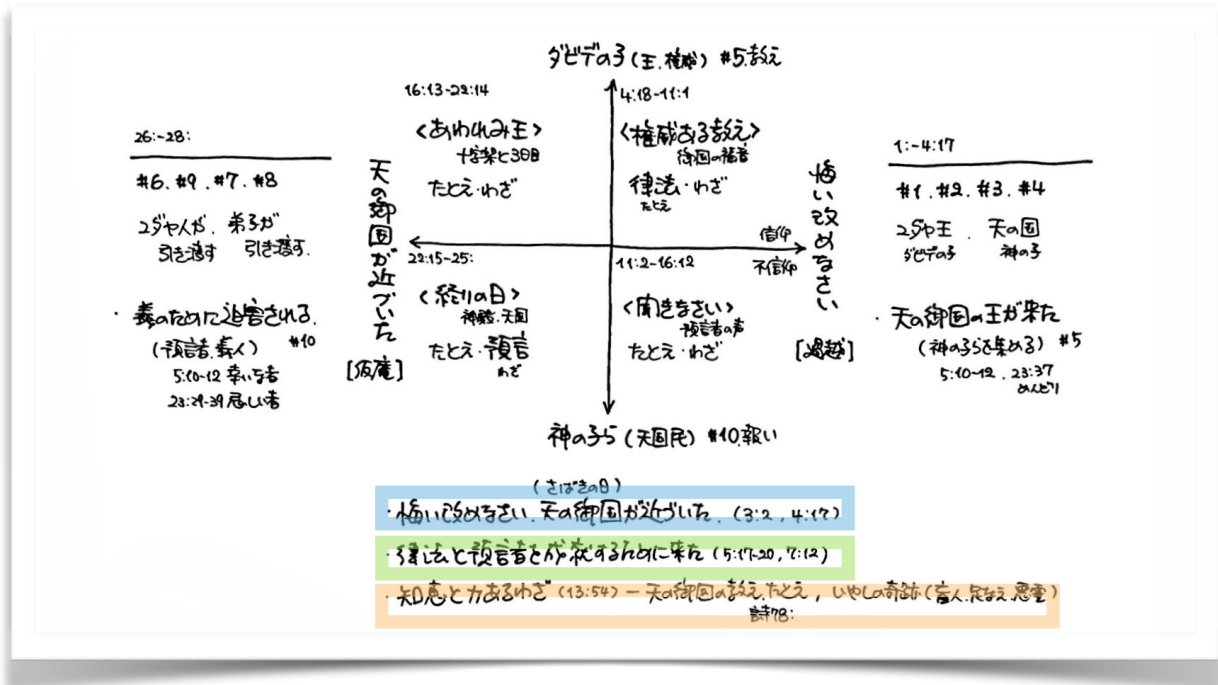 ダビデの子(王.権威) #5.教え
16:13-22:14
4:18-11:1
<あわれみ王>
十字架と3日目
たとえ・わざ
<権威ある教え>
御国の福音
律法・わざ
たとえ
26:-28:
#6.#9.#7.#8
ユダヤ人が. 弟子が
引き渡す 引き渡す.
・義のために迫害される.
(預言者.義人) #10
5:10-12 幸いな者
23:29-39 忌しい者
天の御国が近づいた
[仮庵]
信仰
不信仰
22:15-25:
<終りの日>
神殿.天国
たとえ・預言
わざ
11:2-16:12
<聞きなさい>
預言者の声
たとえ・わざ
悔い改めなさい
[過越]
1:-4:17
#1.#2.#3.#4
ユダヤ王 . 天の国
ダビデの子 神の子
・天の御国の王が来た
(神の子らを集める) #5
5:10-12 . 23:37
めんどり
神の子ら(天国民) #10.報い
(さばきの日)
・悔い改めなさい.天の御国が近づいた.(3:2 , 4:17)
・律法と預言者を成就するために来た(5:17-20,7:12)
・知恵と力あるわざ(13:54)ー天の御国の教え.たとえ, いやしの奇跡(盲人.足なえ.悪霊)
詩78: